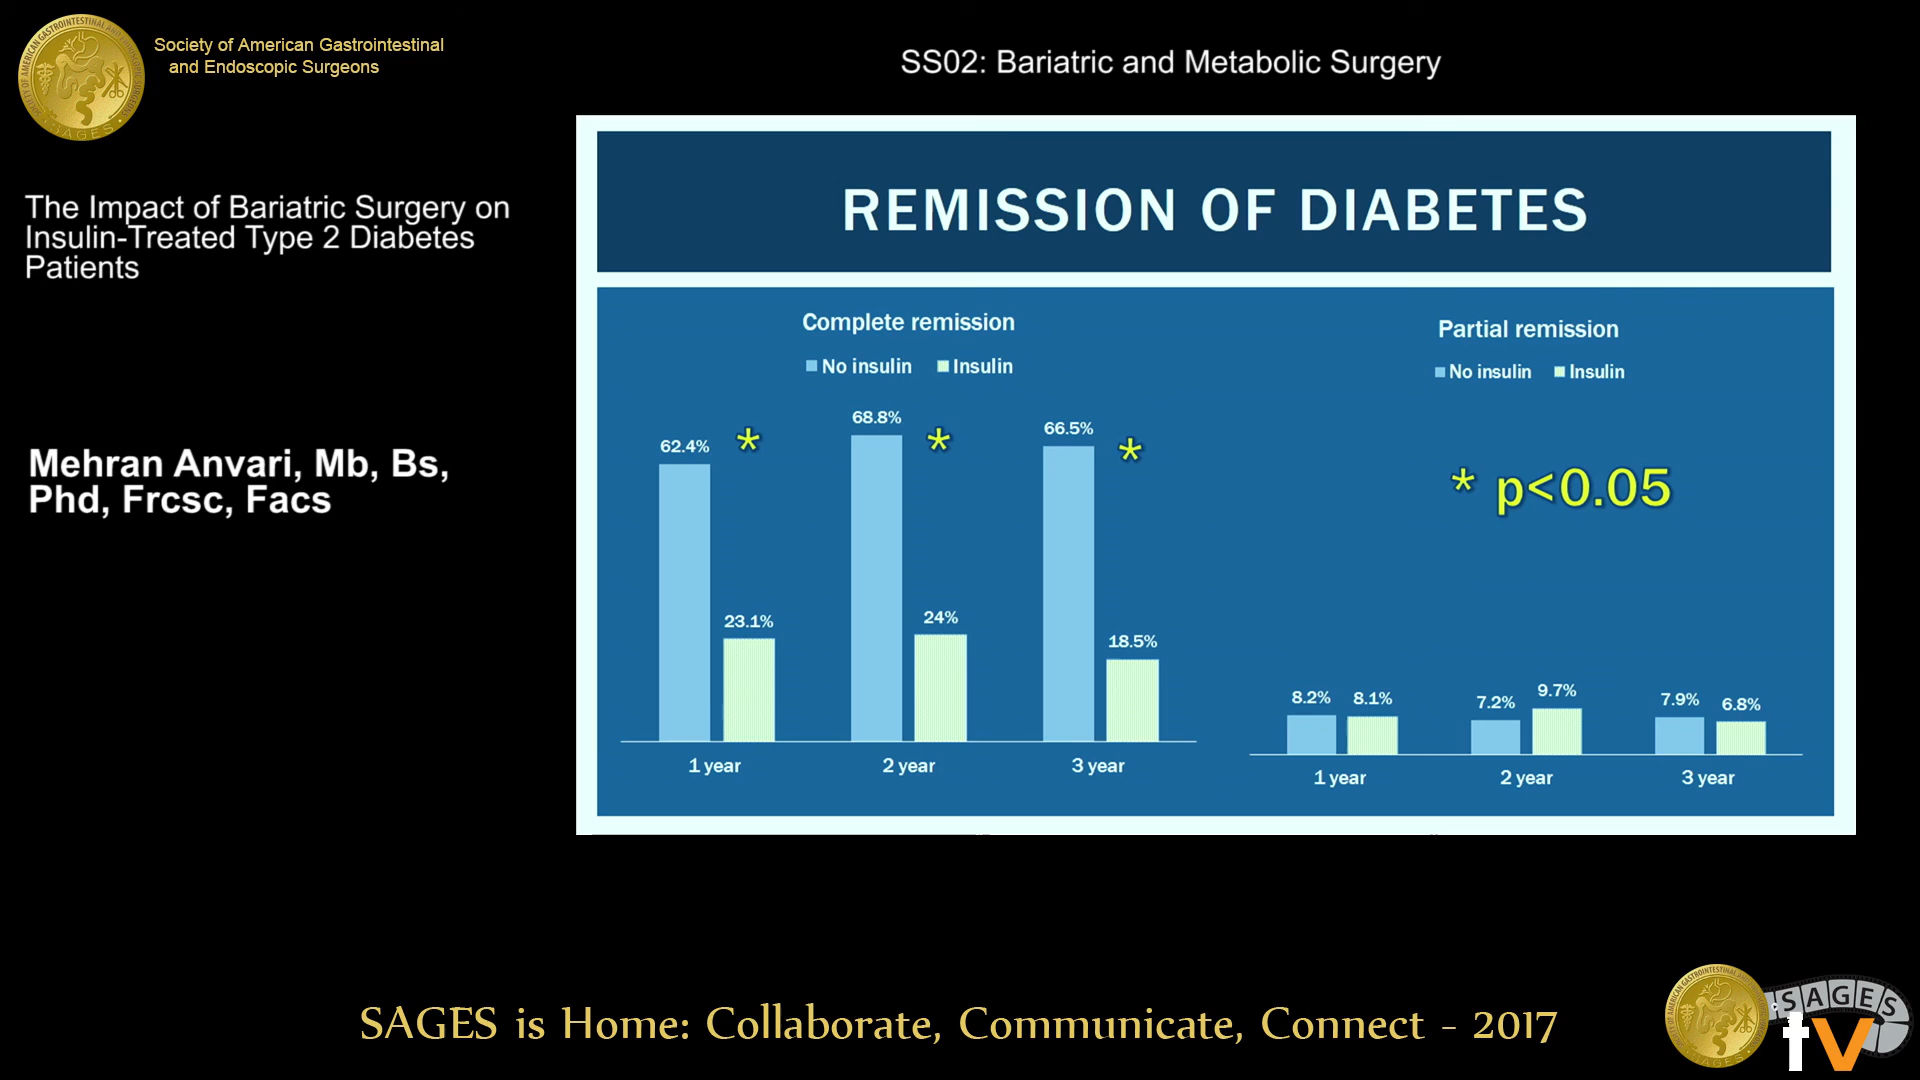 Society of American Gastrointestinal
and Endoscopic Surgeons
SS02: Bariatric and Metabolic Surgery
The Impact of Bariatric Surgery on
Insulin-Treated Type 2 Diabetes
Patients
Mehran Anvari, Mb, Bs,
Phd, Frcsc, Facs
REMISSION OF DIABETES
Complete remission
No insulin Insulin
62.4% * 68.8% * 66.5% *
23.1% 24% 18.5%
1 year 2 year 3 year
Partial remission
No insulin Insulin
* p<0.05
8.2% 8.1% 7.2% 9.7% 7.9% 6.8%
1 year 2 year 3 year
SAGES is Home: Collaborate, Communicate, Connect - 2017
SAGES
tv